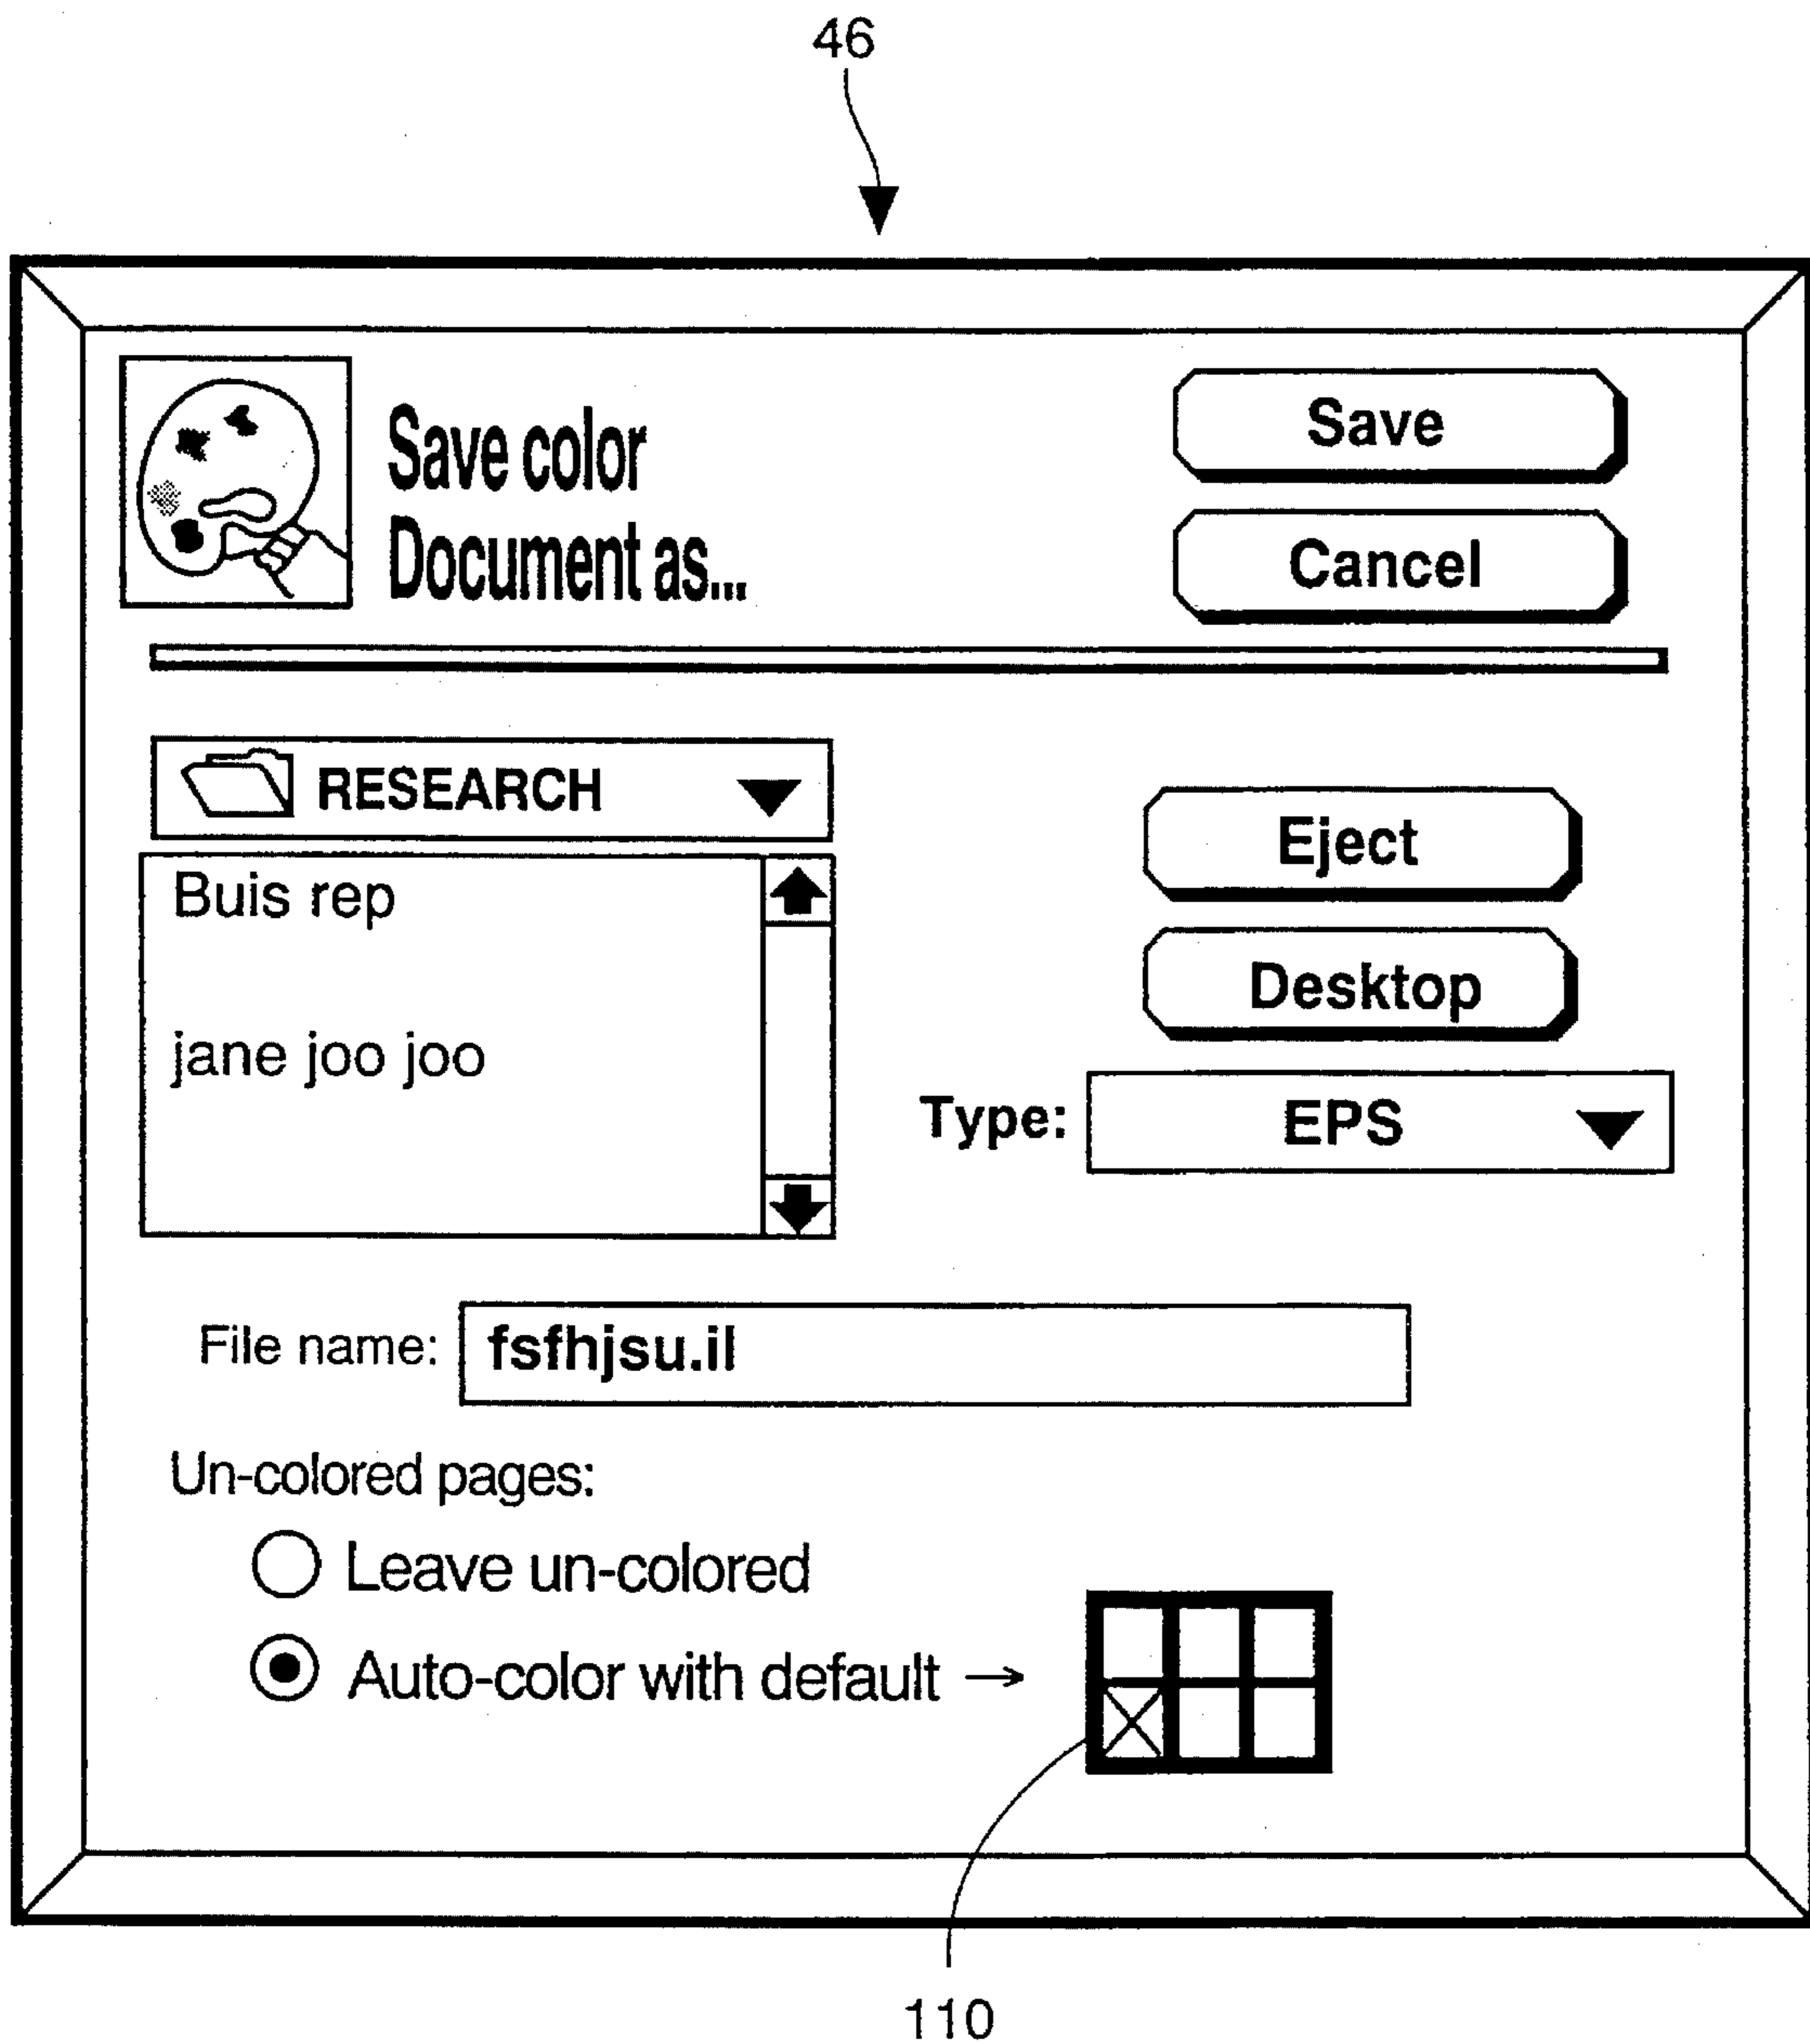 46
Save color
Document as...
Save
Cancel
RESEARCH
Buis rep
jane joo joo
Eject
Desktop
Type: EPS
File name: fsfhjsu.il
Un-colored pages:
Leave un-colored
Auto-color with default →
110